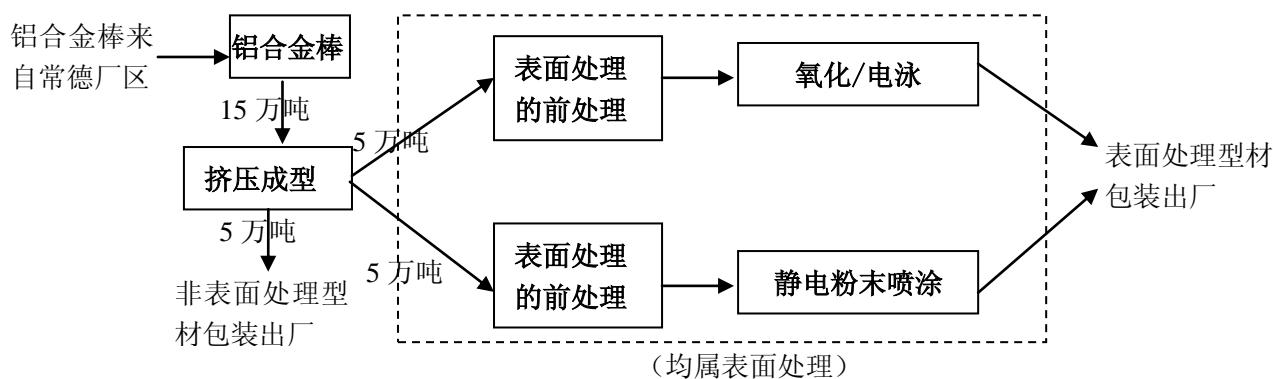 铝合金棒来
自常德厂区
铝合金棒
15 万吨
挤压成型
5 万吨
非表面处理型
材包装出厂
5 万吨
表面处理
的前处理
氧化/电泳
5 万吨
表面处理
的前处理
静电粉末喷涂
表面处理型材
包装出厂
（均属表面处理）